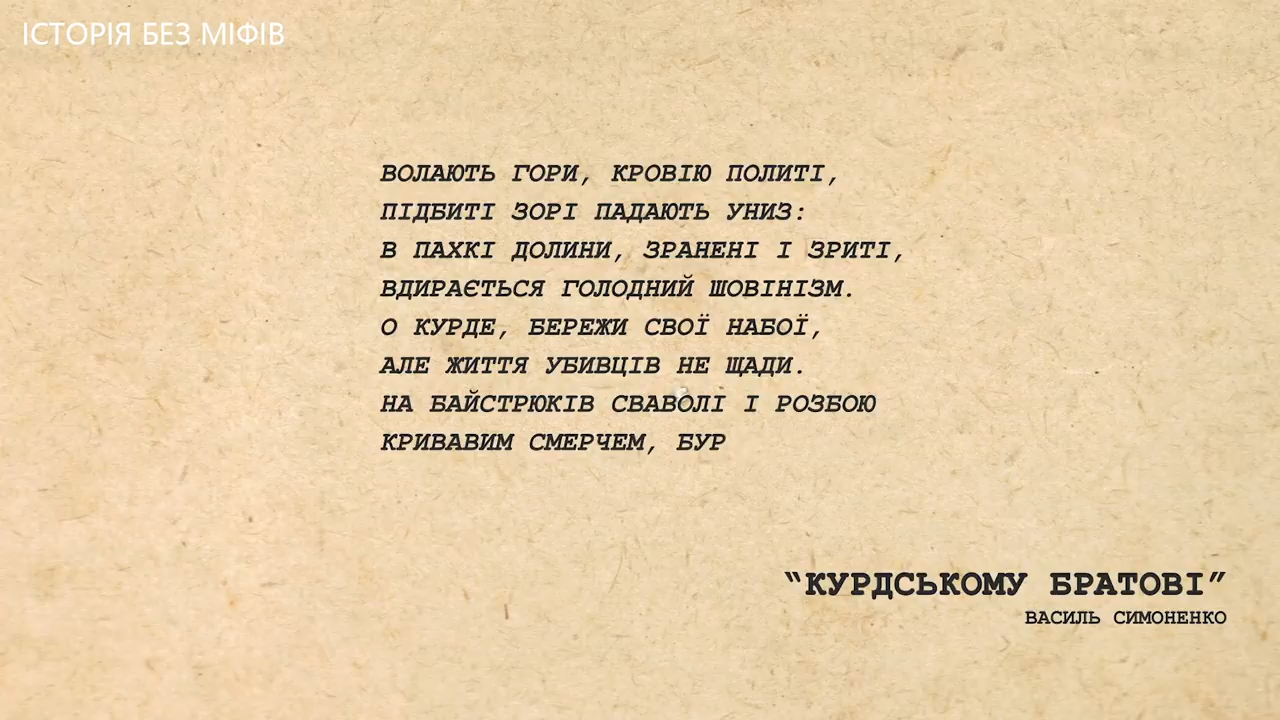 ІСТОРІЯ БЕЗ МІФІВ
ВОЛАЮТЬ ГОРИ, КРОВІЮ ПОЛИТІ,
ПІДБИТІ ЗОРІ ПАДАЮТЬ УНИЗ:
В ПАХКІ ДОЛИНИ, ЗРАНЕНІ І ЗРИТІ,
ВДИРАЄТЬСЯ ГОЛОДНИЙ ШОВІНІЗМ.
О КУРДЕ, БЕРЕЖИ СВОЇ НАБОЇ,
АЛЕ ЖИТТЯ УБИВЦІВ НЕ ЩАДИ.
НА БАЙСТРЮКІВ СВАВОЛІ І РОЗБОЮ
КРИВАВИМ СМЕРЧЕМ, БУР
“КУРДСЬКОМУ БРАТОВІ”
ВАСИЛЬ СИМОНЕНКО